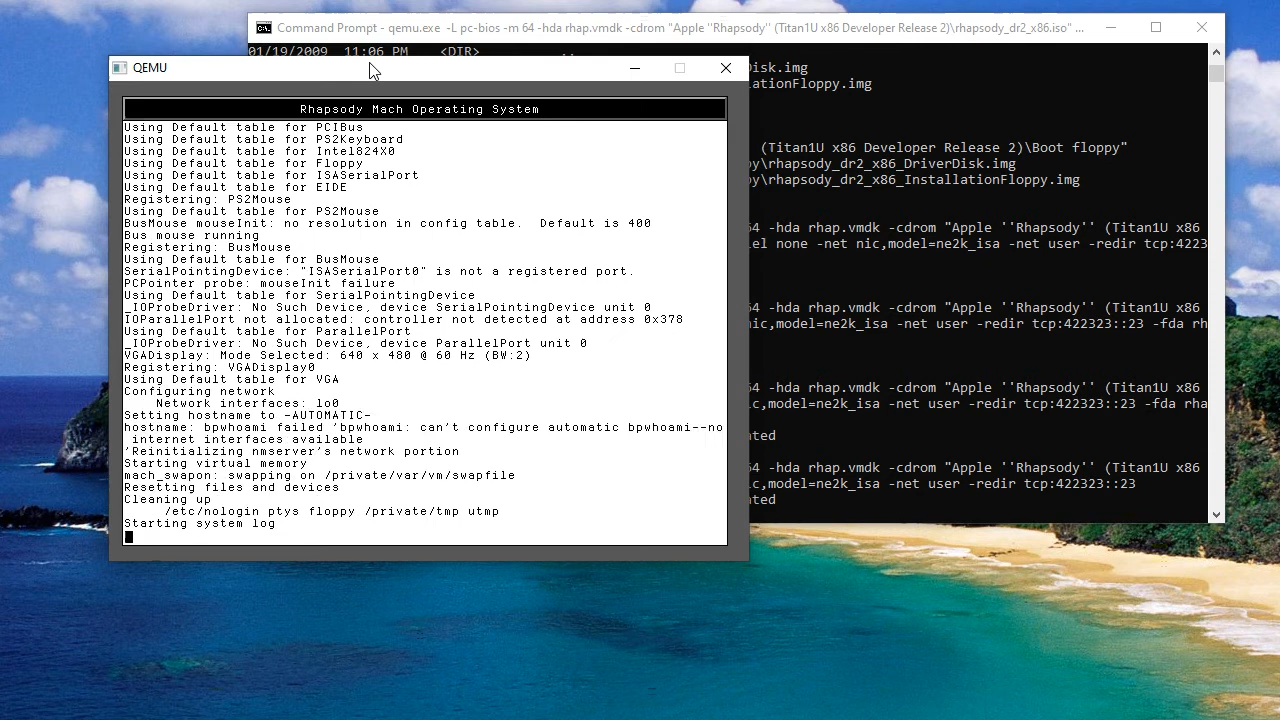 Command Prompt - qemu.exe  -L pc-bios -m 64 -hda rhap.vmdk -cdrom "Apple ''Rhapsody'' (Titan1U x86 Developer Release 2)\rhapsody_dr2_x86.iso" ...
01/19/2009  11:06 PM    <DIR>          ..
QEMU
Rhapsody Mach Operating System
Using Default table for PCIBus
Using Default table for PS2Keyboard
Using Default table for Intel824X0
Using Default table for Floppy
Using Default table for ISASerialPort
Using Default table for EIDE
Registering: PS2Mouse
Using Default table for PS2Mouse
BusMouse mouseInit: no resolution in config table.  Default is 400
Bus mouse running
Registering: BusMouse
Using Default table for BusMouse
SerialPointingDevice: "ISASerialPort0" is not a registered port.
PCPointer probe: mouseInit failure
Using Default table for SerialPointingDevice
_IOProbeDriver: No Such Device, device SerialPointingDevice unit 0
IOParallelPort not allocated: controller not detected at address 0x378
Using Default table for ParallelPort
_IOProbeDriver: No Such Device, device ParallelPort unit 0
VGADisplay: Mode Selected: 640 x 480 @ 60 Hz (BW:2)
Registering: VGADisplay0
Using Default table for VGA
Configuring network
Network interfaces: lo0
Setting hostname to -AUTOMATIC-
hostname: bpwhoami failed 'bpwhoami: can't configure automatic bpwhoami--no
internet interfaces available
'Reinitializing nmserver's network portion
Starting virtual memory
mach_swapon: swapping on /private/var/vm/swapfile
Resetting files and devices
Cleaning up
/etc/nologin ptys floppy /private/tmp utmp
Starting system log
isk.img
ationFloppy.img
(Titan1U x86 Developer Release 2)\Boot floppy"
y\rhapsody_dr2_x86_DriverDisk.img
y\rhapsody_dr2_x86_InstallationFloppy.img
64 -hda rhap.vmdk -cdrom "Apple ''Rhapsody'' (Titan1U x86
el none -net nic,model=ne2k_isa -net user -redir tcp:4223
64 -hda rhap.vmdk -cdrom "Apple ''Rhapsody'' (Titan1U x86
ic,model=ne2k_isa -net user -redir tcp:422323::23 -fda rh
64 -hda rhap.vmdk -cdrom "Apple ''Rhapsody'' (Titan1U x86
c,model=ne2k_isa -net user -redir tcp:422323::23 -fda rha
ted
64 -hda rhap.vmdk -cdrom "Apple ''Rhapsody'' (Titan1U x86
c,model=ne2k_isa -net user -redir tcp:422323::23
ted